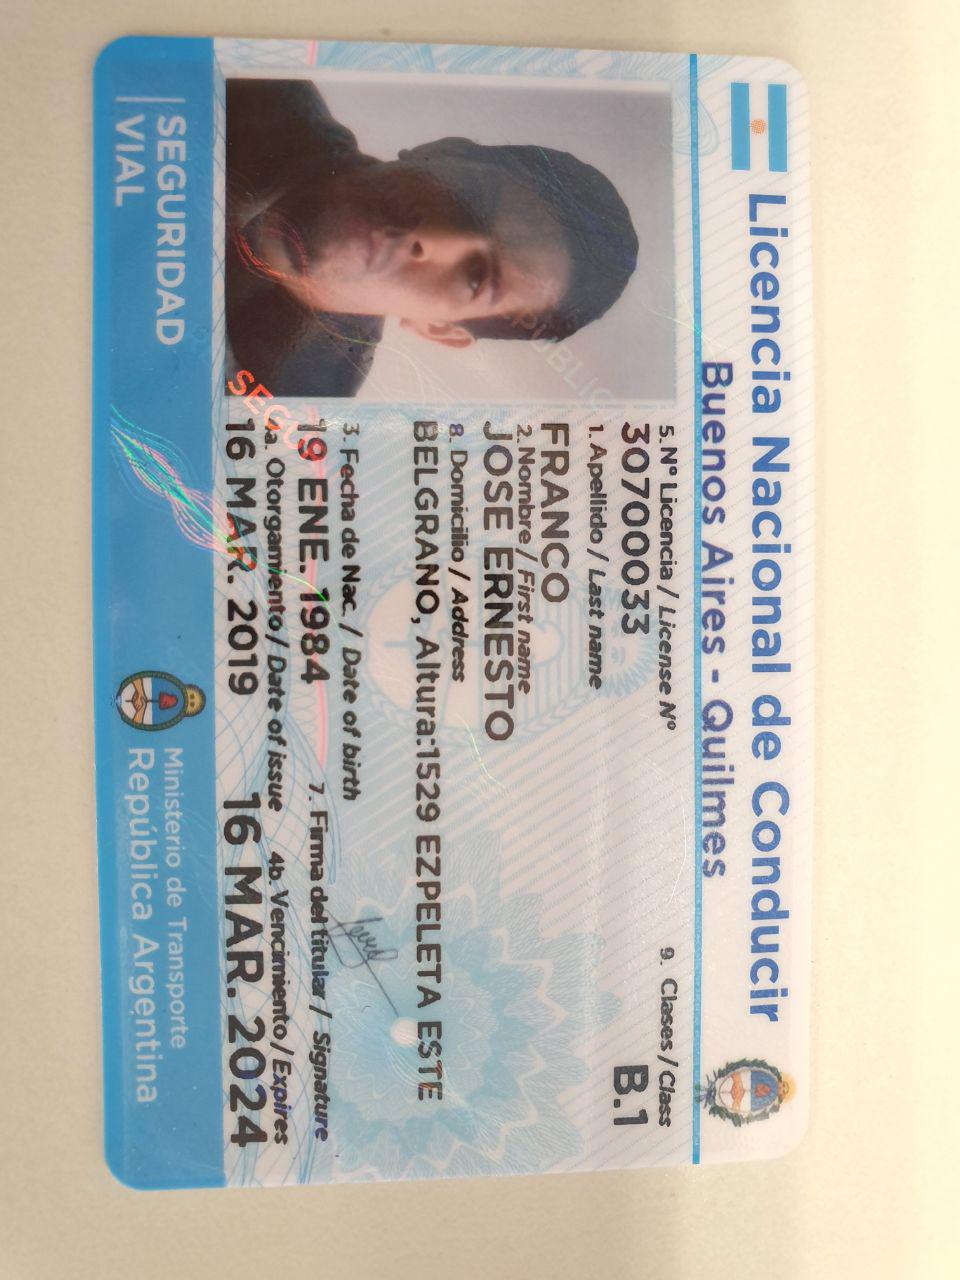 Licencia Nacional de Conducir
Buenos Aires - Quilmes
5. Nº Licencia / License Nº
30700033
9. Clases / Class
B.1
1. Apellido / Last name
FRANCO
2. Nombre / First name
JOSE ERNESTO
8. Domicilio / Address
BELGRANO, Altura:1529 EZPELETA ESTE
3. Fecha de Nac. / Date of birth
19 ENE. 1984
7. Firma del titular / Signature
4a. Otorgamiento / Date of issue
16 MAR. 2019
4b. Vencimiento / Expires
16 MAR. 2024
SEGURIDAD
VIAL
Ministerio de Transporte
República Argentina